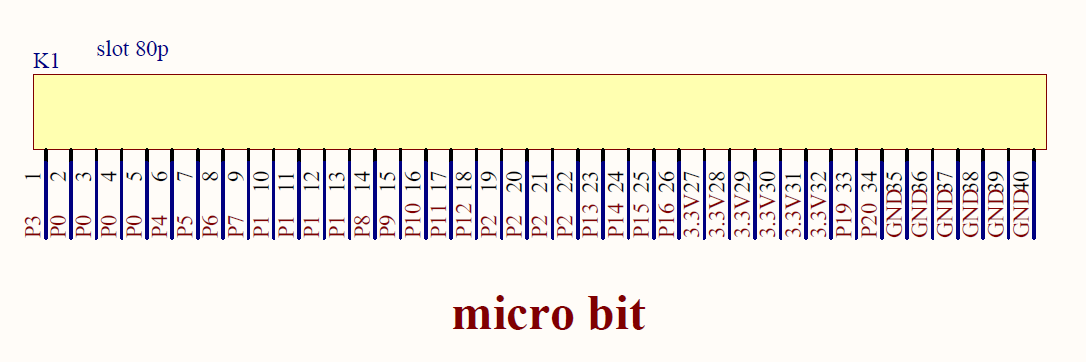 slot 80p
K1
P3 1
P0 2
P0 3
P0 4
P0 5
P4 6
P5 7
P6 8
P7 9
P1 10
P1 11
P1 12
P1 13
P8 14
P9 15
P10 16
P11 17
P12 18
P2 19
P2 20
P2 21
P2 22
P13 23
P14 24
P15 25
P16 26
3.3V 27
3.3V 28
3.3V 29
3.3V 30
3.3V 31
3.3V 32
P19 33
P20 34
GND 35
GND 36
GND 37
GND 38
GND 39
GND 40
micro bit